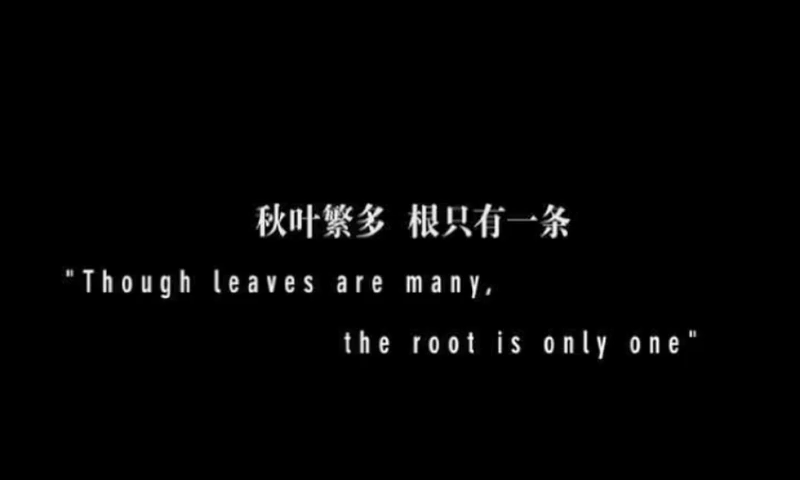 秋叶繁多 根只有一条
"Though leaves are many,
the root is only one"